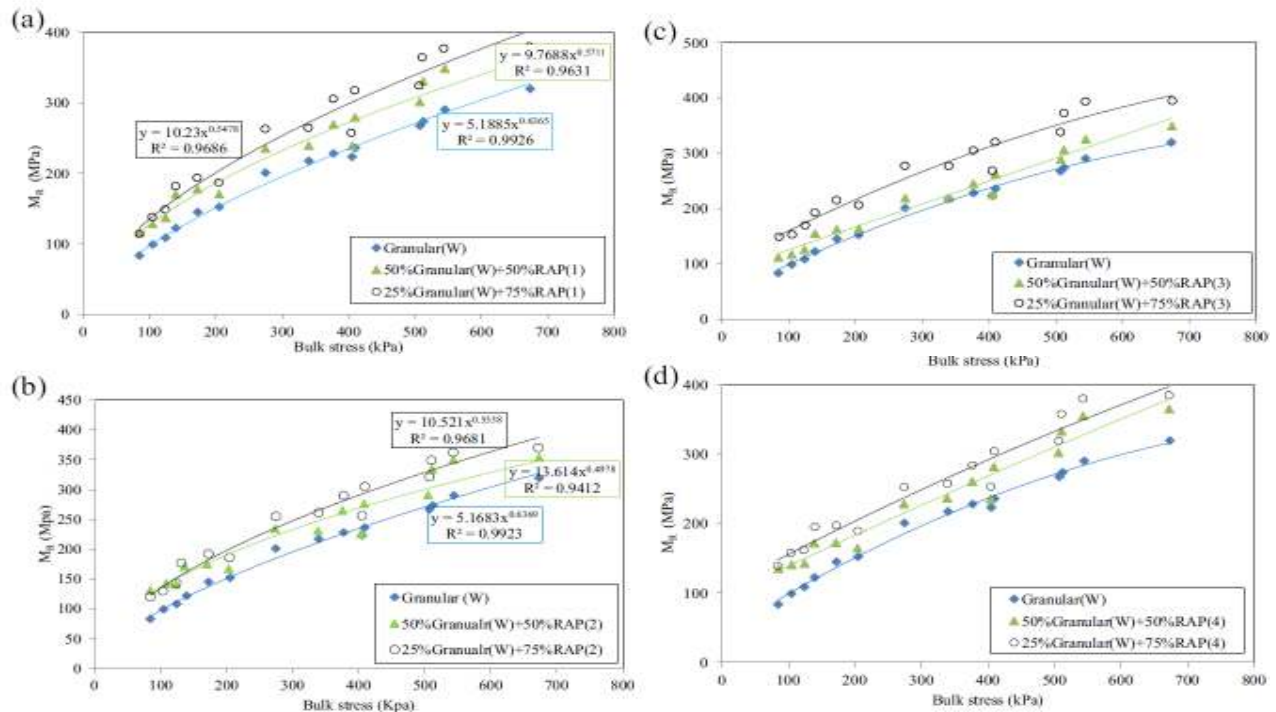 (a)
400
300
200
100
0
M_R (MPa)
y = 10.23x^0.5478
R² = 0.9686
y = 9.7688x^0.5711
R² = 0.9631
y = 5.1885x^0.6365
R² = 0.9926
Granular(W)
50%Granular(W)+50%RAP(1)
25%Granular(W)+75%RAP(1)
0 100 200 300 400 500 600 700 800
Bulk stress (kPa)
(c)
500
400
300
200
100
0
M_R (MPa)
Granular(W)
50%Granular(W)+50%RAP(3)
25%Granular(W)+75%RAP(3)
0 100 200 300 400 500 600 700 800
Bulk stress (kPa)
(b)
450
400
350
300
250
200
150
100
50
0
M_R (Mpa)
y = 10.521x^0.5538
R² = 0.9681
y = 13.614x^0.4978
R² = 0.9412
y = 5.1683x^0.6369
R² = 0.9923
Granular (W)
50%Granualr(W)+50%RAP(2)
25%Granualr(W)+75%RAP(2)
0 100 200 300 400 500 600 700 800
Bulk stress (Kpa)
(d)
400
300
200
100
0
M_R (MPa)
Granular(W)
50%Granular(W)+50%RAP(4)
25%Granular(W)+75%RAP(4)
0 100 200 300 400 500 600 700 800
Bulk stress (kPa)